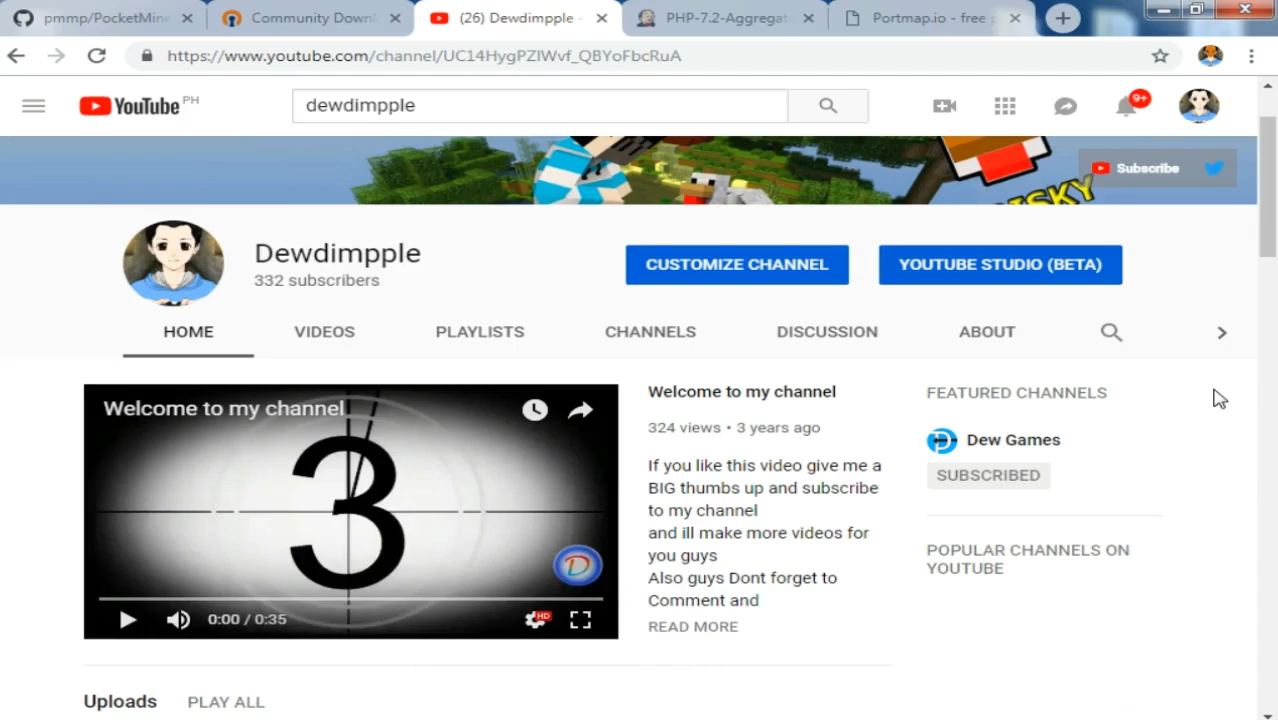 pmmp/PocketMine
Community Downl
(26) Dewdimpple -
PHP-7.2-Aggregat
Portmap.io - free p
https://www.youtube.com/channel/UC14HygPZIWvf_QBYoFbcRuA
YouTube PH
dewdimpple
9+
Subscribe
ISKY
Dewdimpple
332 subscribers
CUSTOMIZE CHANNEL
YOUTUBE STUDIO (BETA)
HOME
VIDEOS
PLAYLISTS
CHANNELS
DISCUSSION
ABOUT
Welcome to my channel
3
D
0:00 / 0:35
HD
Welcome to my channel
324 views • 3 years ago
If you like this video give me a
BIG thumbs up and subscribe
to my channel
and ill make more videos for
you guys
Also guys Dont forget to
Comment and
READ MORE
FEATURED CHANNELS
Dew Games
SUBSCRIBED
POPULAR CHANNELS ON
YOUTUBE
Uploads
PLAY ALL